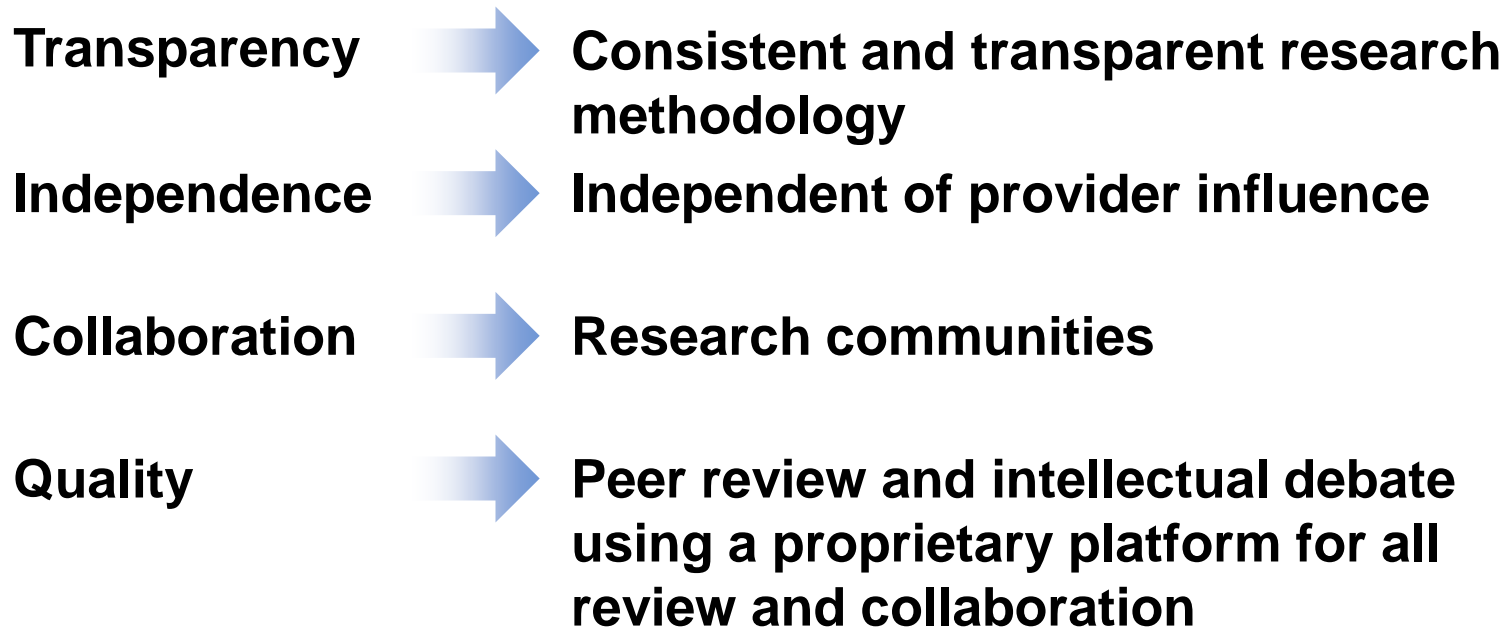 Transparency
Consistent and transparent research
methodology
Independence
Independent of provider influence
Collaboration
Research communities
Quality
Peer review and intellectual debate
using a proprietary platform for all
review and collaboration